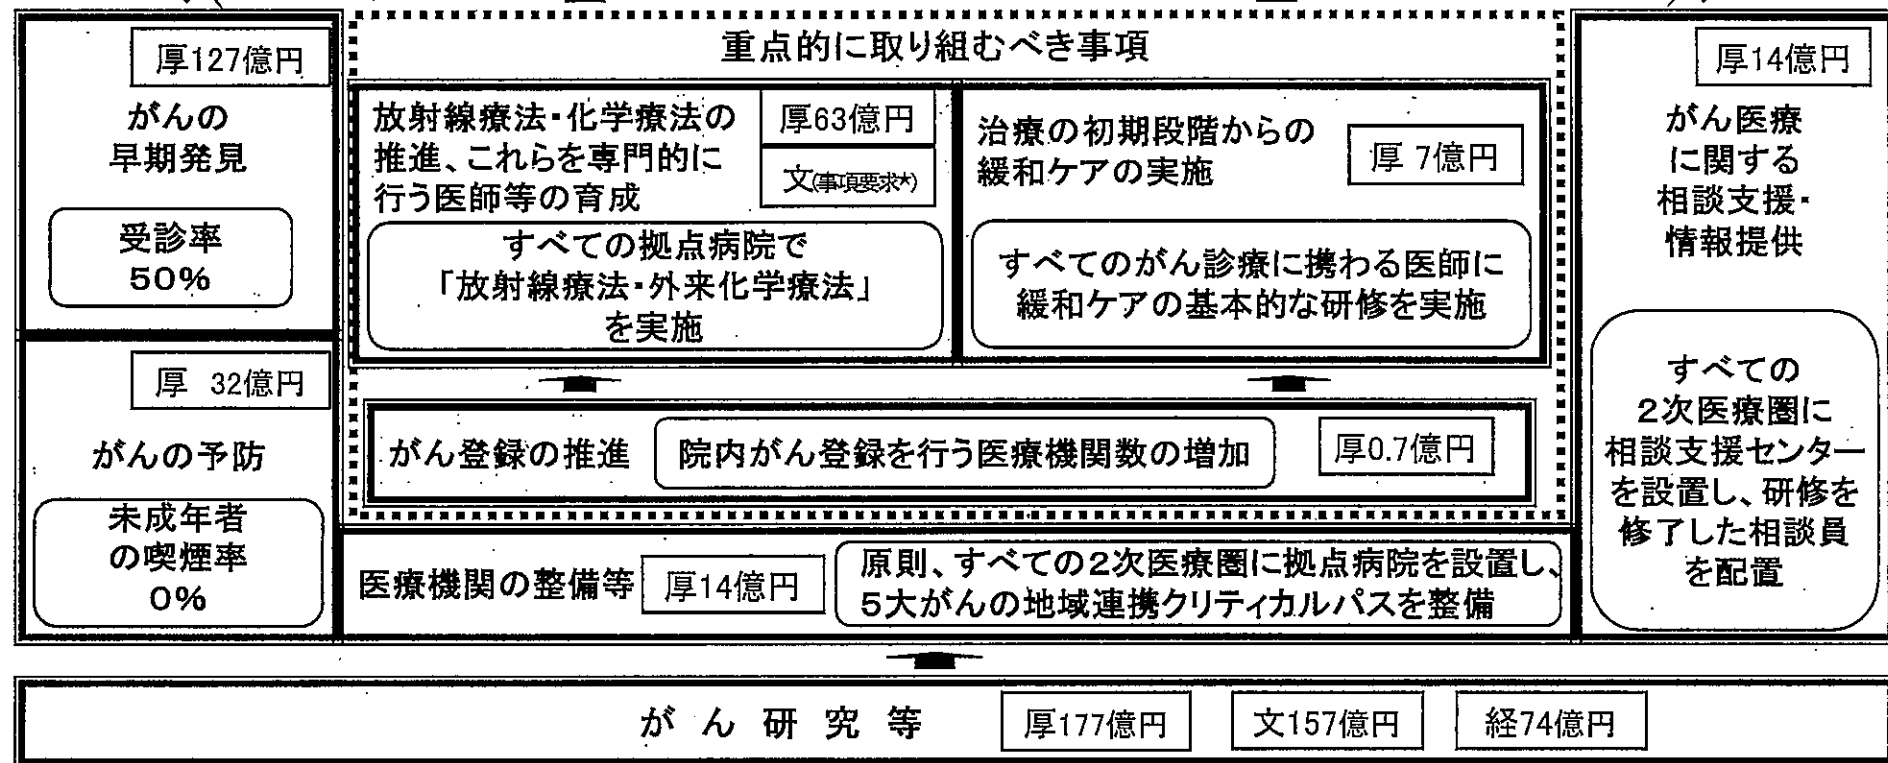 厚127億円
がんの
早期発見
受診率
50%
厚 32億円
がんの予防
未成年者
の喫煙率
0%
重点的に取り組むべき事項
放射線療法・化学療法の
推進、これらを専門的に
行う医師等の育成
厚63億円
文(事項要求*)
すべての拠点病院で
「放射線療法・外来化学療法」
を実施
治療の初期段階からの
緩和ケアの実施
厚 7億円
すべてのがん診療に携わる医師に
緩和ケアの基本的な研修を実施
がん登録の推進
院内がん登録を行う医療機関数の増加
厚0.7億円
医療機関の整備等
厚14億円
原則、すべての2次医療圏に拠点病院を設置し、
5大がんの地域連携クリティカルパスを整備
厚14億円
がん医療
に関する
相談支援・
情報提供
すべての
2次医療圏に
相談支援センター
を設置し、研修を
修了した相談員
を配置
がん研究等
厚177億円
文157億円
経74億円